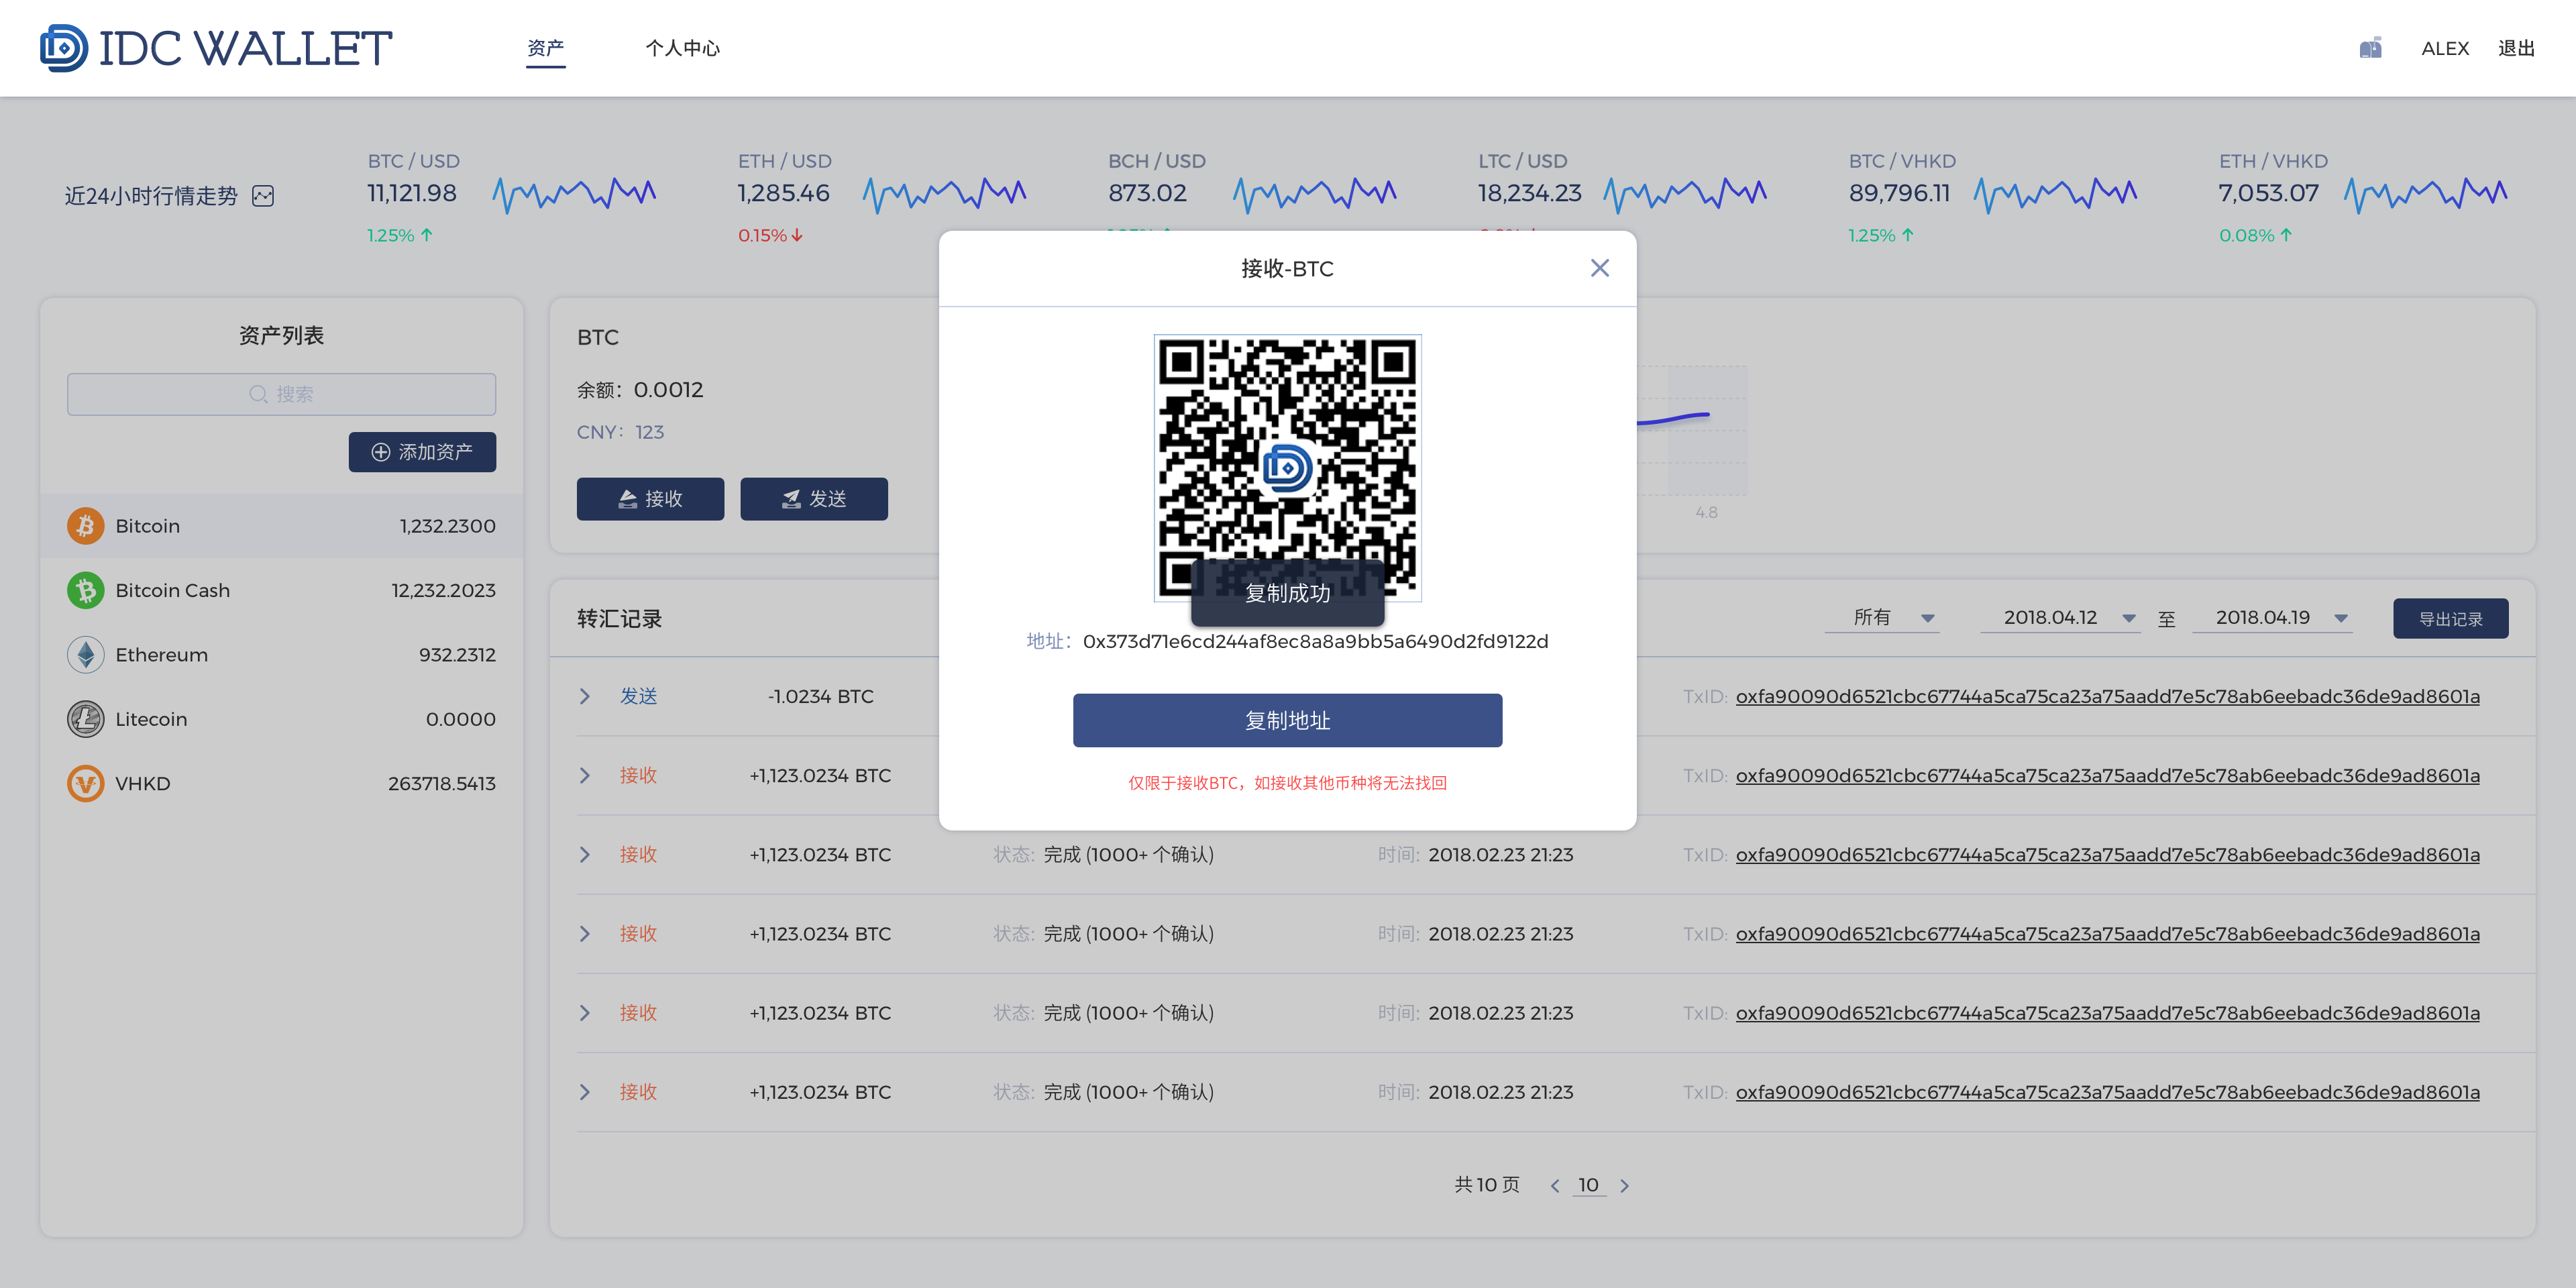 IDC WALLET
资产
个人中心
ALEX
退出
近24小时行情走势
BTC / USD
11,121.98
1.25%
ETH / USD
1,285.46
0.15%
BCH / USD
873.02
LTC / USD
18,234.23
BTC / VHKD
89,796.11
1.25%
ETH / VHKD
7,053.07
0.08%
资产列表
搜索
添加资产
Bitcoin 1,232.2300
Bitcoin Cash 12,232.2023
Ethereum 932.2312
Litecoin 0.0000
VHKD 263718.5413
BTC
余额：0.0012
CNY：123
接收
发送
4.8
接收-BTC
复制成功
地址：0x373d71e6cd244af8ec8a8a9bb5a6490d2fd9122d
复制地址
仅限于接收BTC，如接收其他币种将无法找回
转汇记录
所有
2018.04.12
至
2018.04.19
导出记录
发送 -1.0234 BTC TxID: oxfa90090d6521cbc67744a5ca75ca23a75aadd7e5c78ab6eebadc36de9ad8601a
接收 +1,123.0234 BTC TxID: oxfa90090d6521cbc67744a5ca75ca23a75aadd7e5c78ab6eebadc36de9ad8601a
接收 +1,123.0234 BTC 状态: 完成 (1000+ 个确认) 时间: 2018.02.23 21:23 TxID: oxfa90090d6521cbc67744a5ca75ca23a75aadd7e5c78ab6eebadc36de9ad8601a
接收 +1,123.0234 BTC 状态: 完成 (1000+ 个确认) 时间: 2018.02.23 21:23 TxID: oxfa90090d6521cbc67744a5ca75ca23a75aadd7e5c78ab6eebadc36de9ad8601a
接收 +1,123.0234 BTC 状态: 完成 (1000+ 个确认) 时间: 2018.02.23 21:23 TxID: oxfa90090d6521cbc67744a5ca75ca23a75aadd7e5c78ab6eebadc36de9ad8601a
接收 +1,123.0234 BTC 状态: 完成 (1000+ 个确认) 时间: 2018.02.23 21:23 TxID: oxfa90090d6521cbc67744a5ca75ca23a75aadd7e5c78ab6eebadc36de9ad8601a
共 10 页
10